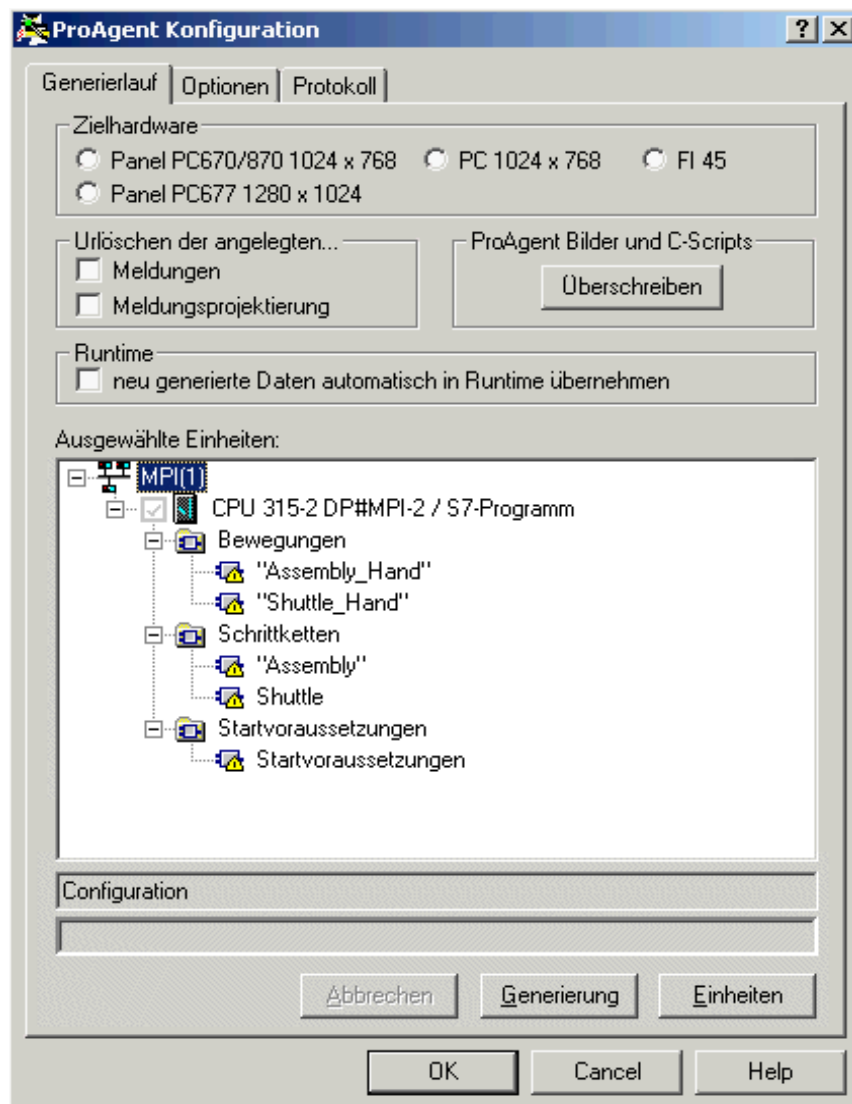 ProAgent Konfiguration
Generierlauf Optionen Protokoll
Zielhardware
Panel PC670/870 1024 x 768 PC 1024 x 768 FI 45
Panel PC677 1280 x 1024
Urlöschen der angelegten... ProAgent Bilder und C-Scripts
Meldungen
Überschreiben
Meldungsprojektierung
Runtime
neu generierte Daten automatisch in Runtime übernehmen
Ausgewählte Einheiten:
MPI(1)
CPU 315-2 DP#MPI-2 / S7-Programm
Bewegungen
"Assembly_Hand"
"Shuttle_Hand"
Schrittketten
"Assembly"
Shuttle
Startvoraussetzungen
Startvoraussetzungen
Configuration
Abbrechen Generierung Einheiten
OK Cancel Help